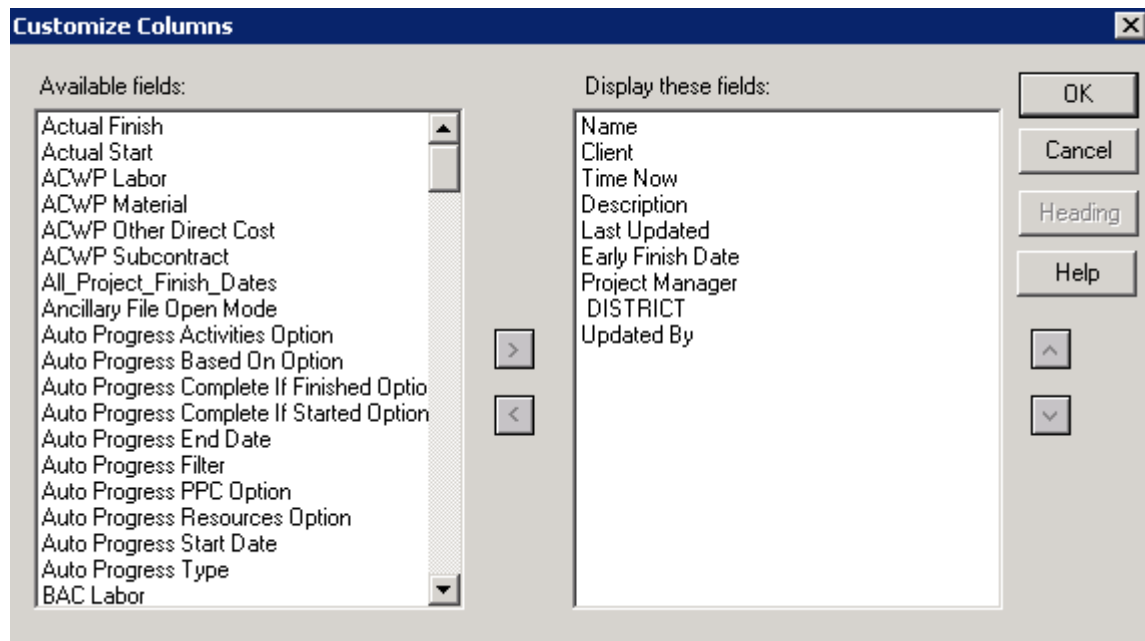 Customize Columns
Available fields:
Actual Finish
Actual Start
ACWP Labor
ACWP Material
ACWP Other Direct Cost
ACWP Subcontract
All_Project_Finish_Dates
Ancillary File Open Mode
Auto Progress Activities Option
Auto Progress Based On Option
Auto Progress Complete If Finished Optio
Auto Progress Complete If Started Option
Auto Progress End Date
Auto Progress Filter
Auto Progress PPC Option
Auto Progress Resources Option
Auto Progress Start Date
Auto Progress Type
BAC Labor
>
<
Display these fields:
Name
Client
Time Now
Description
Last Updated
Early Finish Date
Project Manager
DISTRICT
Updated By
OK
Cancel
Heading
Help